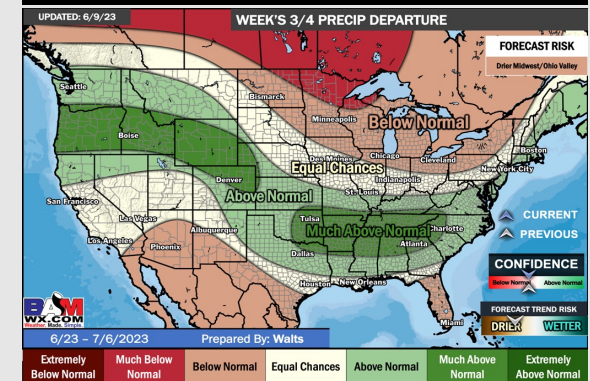 UPDATED: 6/9/23
WEEK'S 3/4 PRECIP DEPARTURE
FORECAST RISK
Drier Midwest/Ohio Valley
Seattle
Bismarck
Minneapolis
Below Normal
Boise
Des Moines
Chicago
Cleveland
Boston
Equal Chances
New York City
Denver
Indianapolis
Above Normal
St. Louis
San Francisco
Las Vegas
Tulsa
Much Above Normal
Charlotte
CURRENT
Los Angeles
Phoenix
Albuquerque
Atlanta
PREVIOUS
Dallas
CONFIDENCE
Houston
New Orleans
Below Normal
Above Normal
BAM
WX.COM
Weather. Made. Simple.
Miami
FORECAST TREND RISK
DRIER
WETTER
6/23 – 7/6/2023
Prepared By: Walts
Extremely
Below Normal
Much Below
Normal
Below Normal
Equal Chances
Above Normal
Much Above
Normal
Extremely
Above Normal